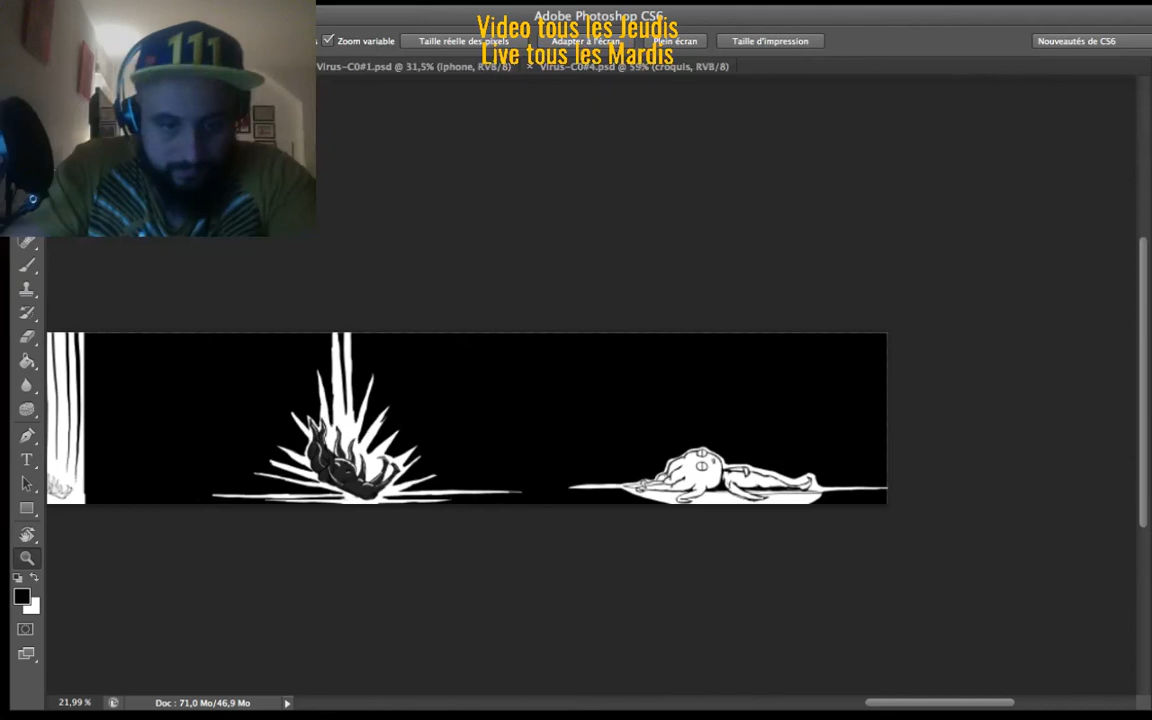 Adobe Photoshop CS6
Video tous les Jeudis
Live tous les Mardis
Zoom variable
Taille réelle des pixels
Adapter à l'écran
Plein écran
Taille d'impression
Nouveautés de CS6
Virus-C0#1.psd @ 31,5% (iphone, RVB/8)
Virus-C0#4.psd @ 59% (croquis, RVB/8)
111
21,99 %
Doc : 71,0 Mo/46,9 Mo